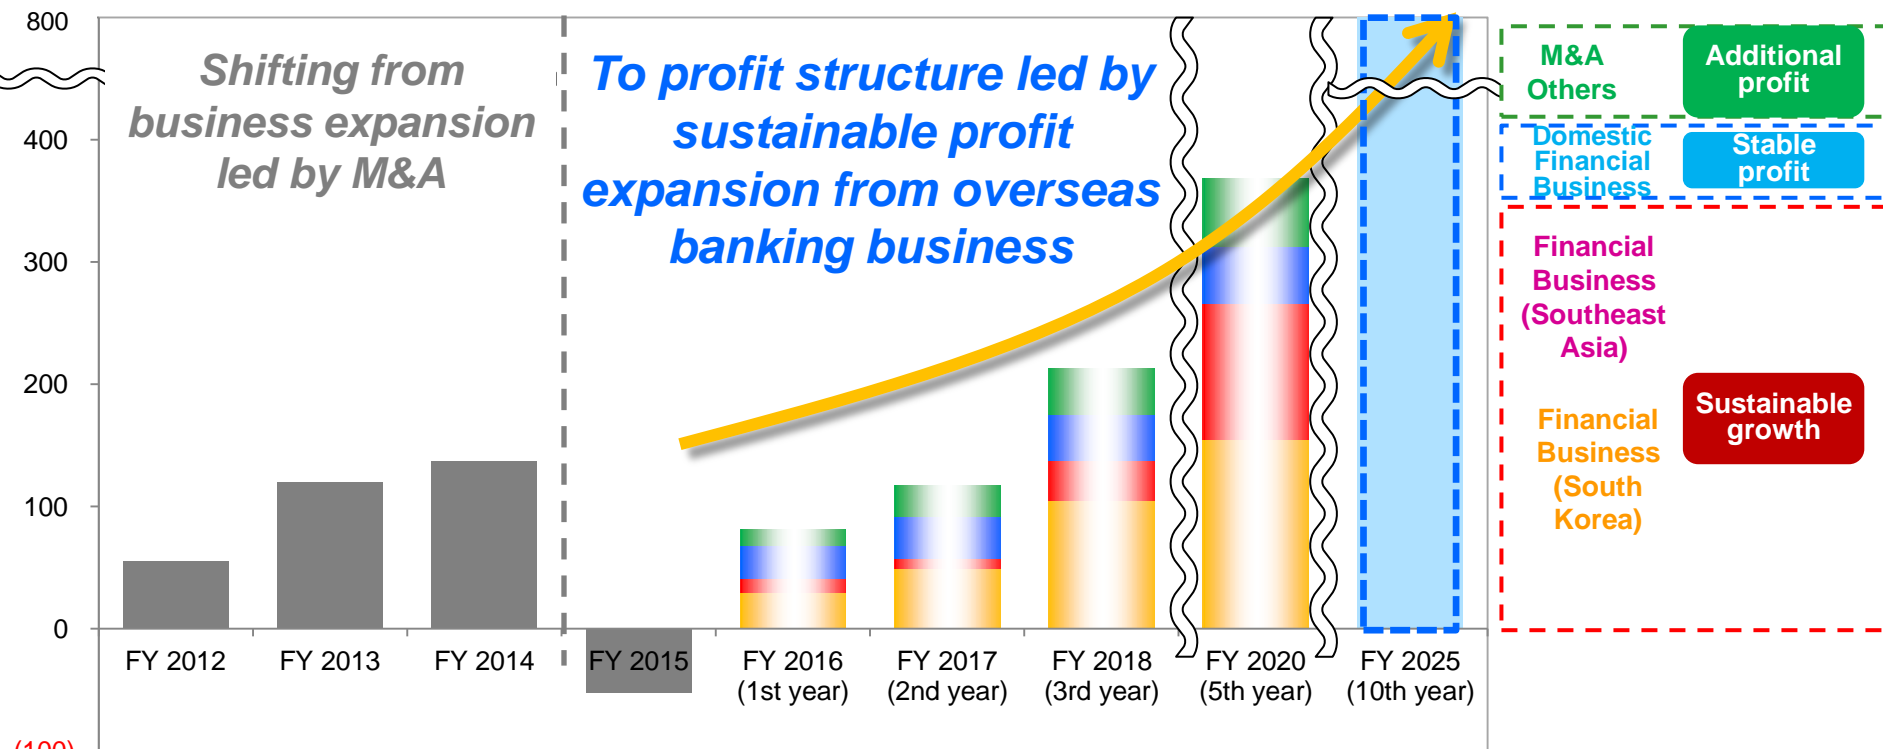 800
400
300
200
100
0
(100)
Shifting from
business expansion
led by M&A
To profit structure led by
sustainable profit
expansion from overseas
banking business
FY 2012
FY 2013
FY 2014
FY 2015
FY 2016
(1st year)
FY 2017
(2nd year)
FY 2018
(3rd year)
FY 2020
(5th year)
FY 2025
(10th year)
M&A
Others
Additional
profit
Domestic
Financial
Business
Stable
profit
Financial
Business
(Southeast
Asia)
Financial
Business
(South
Korea)
Sustainable
growth